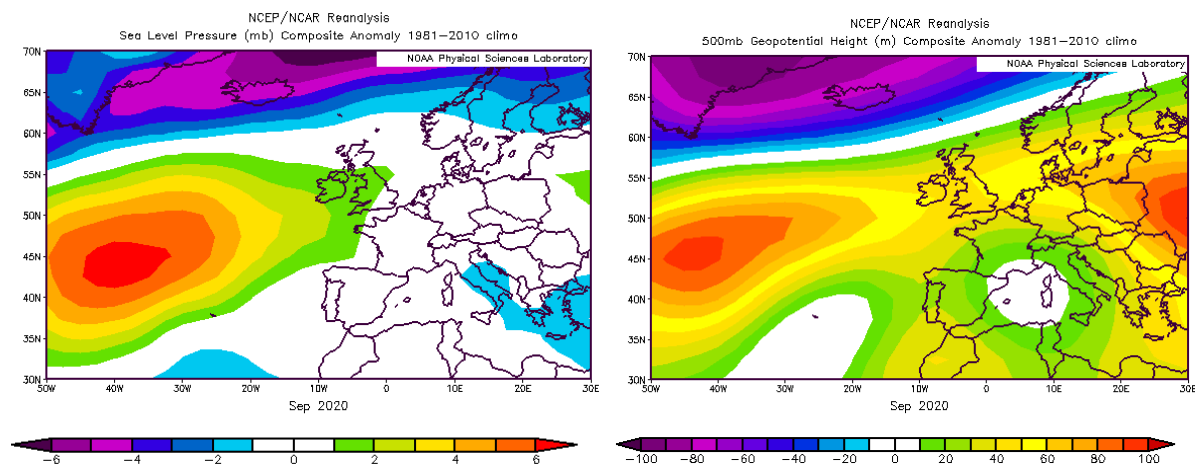 NCEP/NCAR Reanalysis
Sea Level Pressure (mb) Composite Anomaly 1981-2010 climo
NOAA Physical Sciences Laboratory
70N
65N
60N
55N
50N
45N
40N
35N
30N
50W 40W 30W 20W 10W 0 10E 20E 30E
Sep 2020
-6 -4 -2 0 2 4 6
NCEP/NCAR Reanalysis
500mb Geopotential Height (m) Composite Anomaly 1981-2010 climo
NOAA Physical Sciences Laboratory
70N
65N
60N
55N
50N
45N
40N
35N
30N
50W 40W 30W 20W 10W 0 10E 20E 30E
Sep 2020
-100 -80 -60 -40 -20 0 20 40 60 80 100